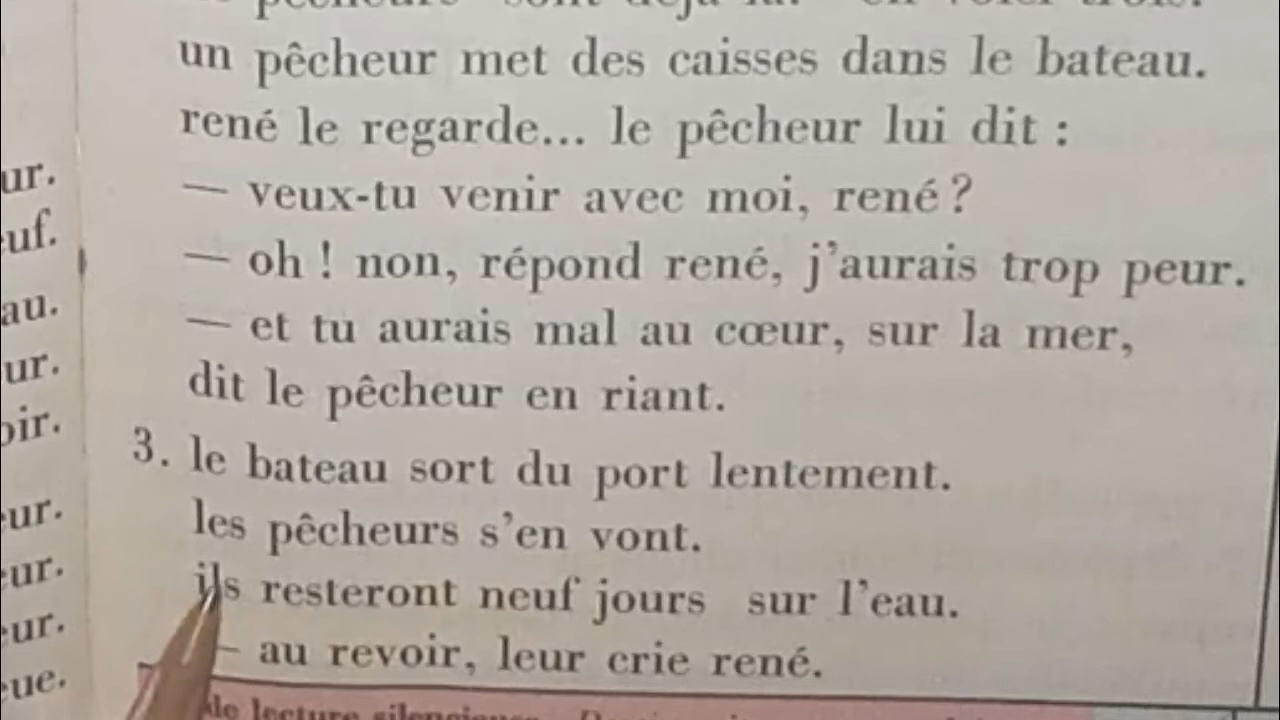 un pêcheur met des caisses dans le bateau.
rené le regarde... le pêcheur lui dit :
— veux-tu venir avec moi, rené ?
— oh ! non, répond rené, j'aurais trop peur.
— et tu aurais mal au cœur, sur la mer,
dit le pêcheur en riant.
3. le bateau sort du port lentement.
les pêcheurs s'en vont.
ils resteront neuf jours sur l'eau.
— au revoir, leur crie rené.
de lecture silencieuse